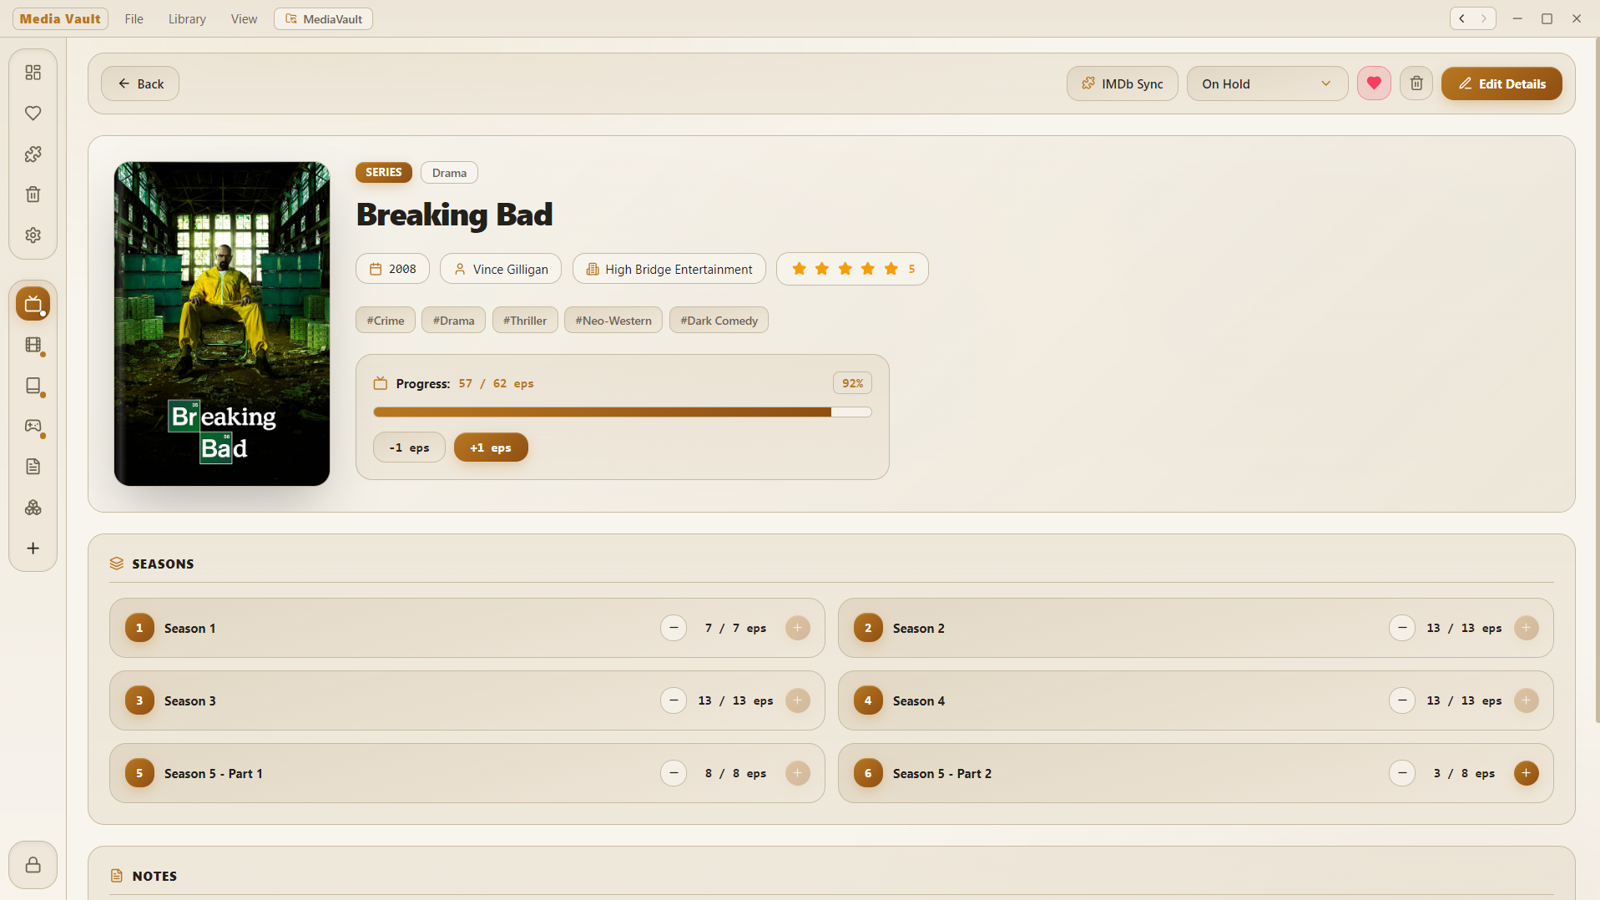 Media Vault File Library View MediaVault
Back IMDb Sync On Hold Edit Details
SERIES Drama
Breaking Bad
2008 Vince Gilligan High Bridge Entertainment 5
#Crime #Drama #Thriller #Neo-Western #Dark Comedy
Progress: 57 / 62 eps 92%
-1 eps +1 eps
Breaking
Bad
SEASONS
1 Season 1 7 / 7 eps
2 Season 2 13 / 13 eps
3 Season 3 13 / 13 eps
4 Season 4 13 / 13 eps
5 Season 5 - Part 1 8 / 8 eps
6 Season 5 - Part 2 3 / 8 eps
NOTES